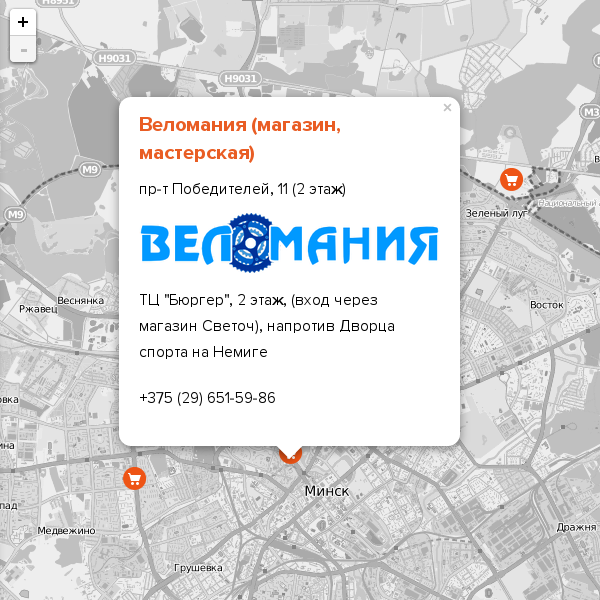 H8951
+
-
H9031
H9031
M3
×
Веломания (магазин,
мастерская)
пр-т Победителей, 11 (2 этаж)
ВЕЛОМАНИЯ
ТЦ "Бюргер", 2 этаж, (вход через
магазин Светоч), напротив Дворца
спорта на Немиге
+375 (29) 651-59-86
M9
M9
Национальный
Зеленый луг
Веснянка
Ржавец
Восток
Минск
Медвежино
Дражня
Грушевка